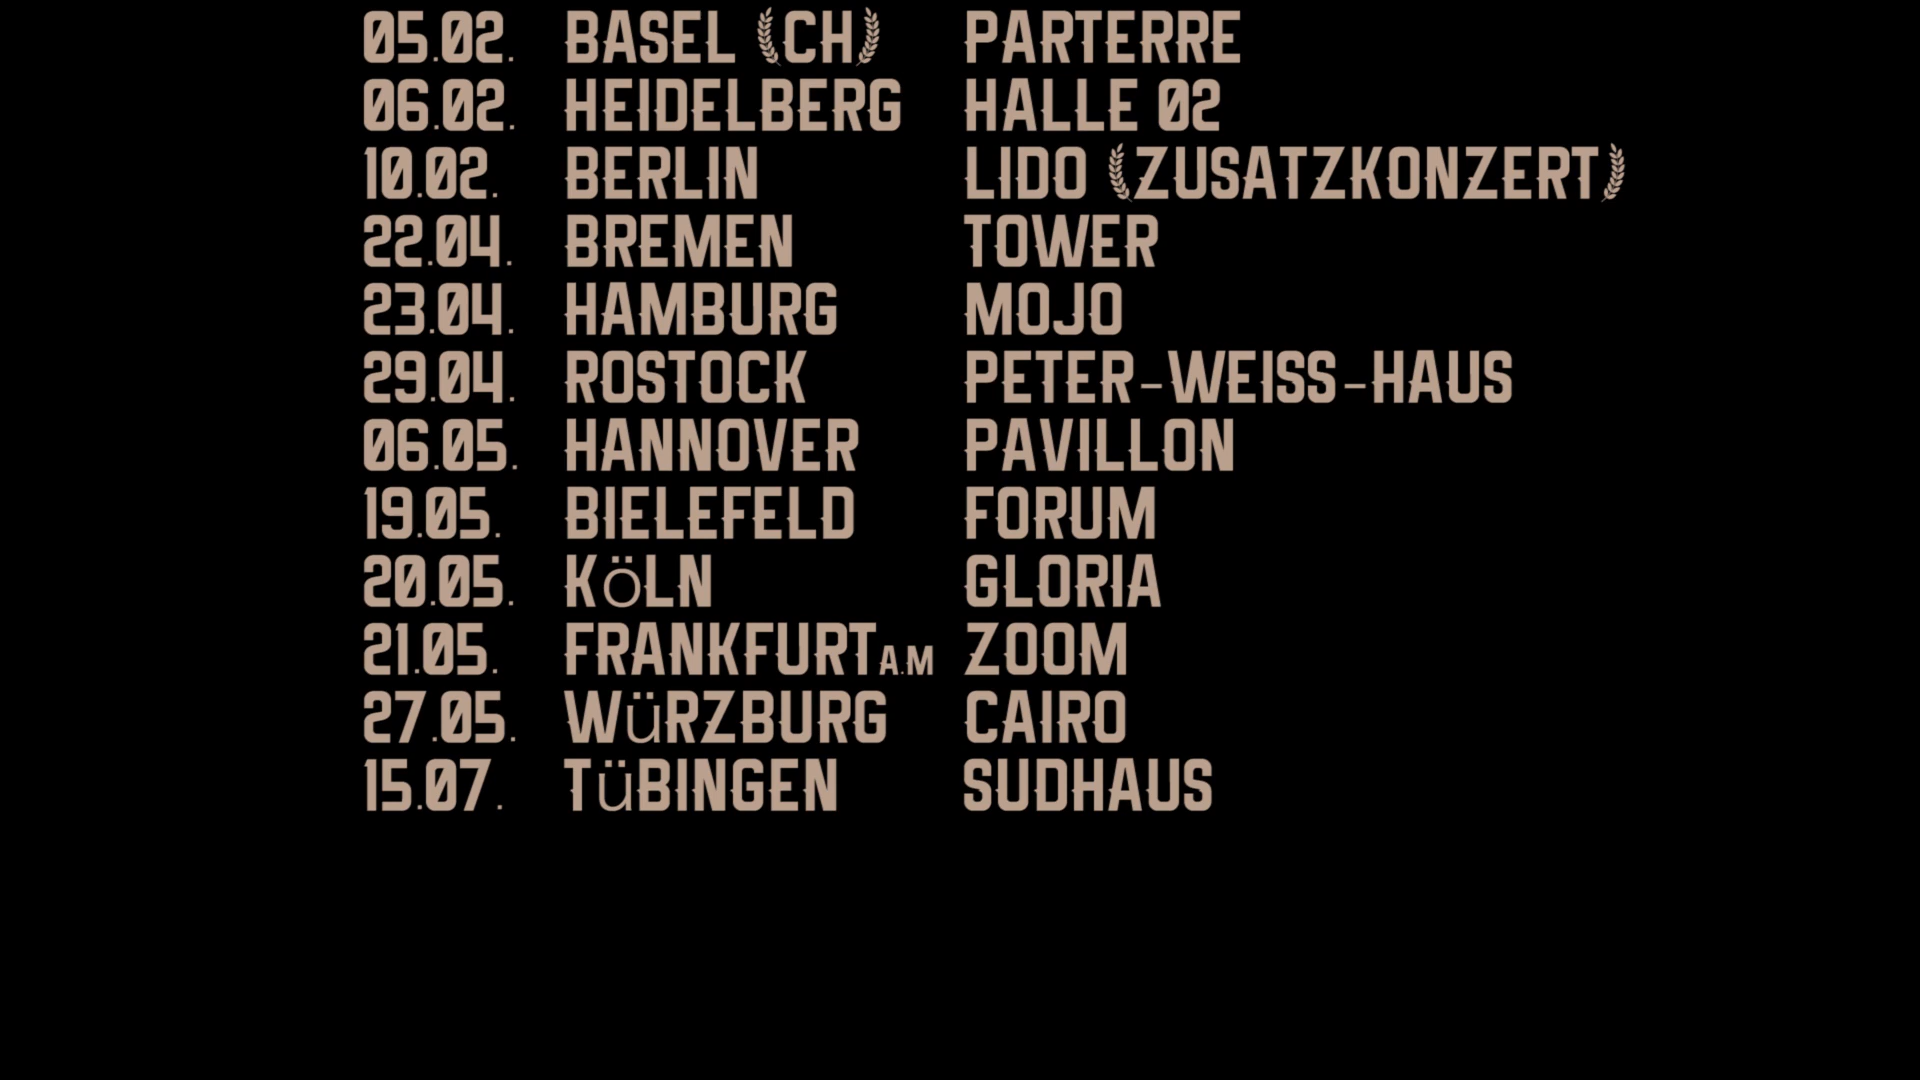 05.02. BASEL (CH) PARTERRE
06.02. HEIDELBERG HALLE 02
10.02. BERLIN LIDO (ZUSATZKONZERT)
22.04. BREMEN TOWER
23.04. HAMBURG MOJO
29.04. ROSTOCK PETER-WEISS-HAUS
06.05. HANNOVER PAVILLON
19.05. BIELEFELD FORUM
20.05. KöLN GLORIA
21.05. FRANKFURT A.M ZOOM
27.05. WüRZBURG CAIRO
15.07. TüBINGEN SUDHAUS